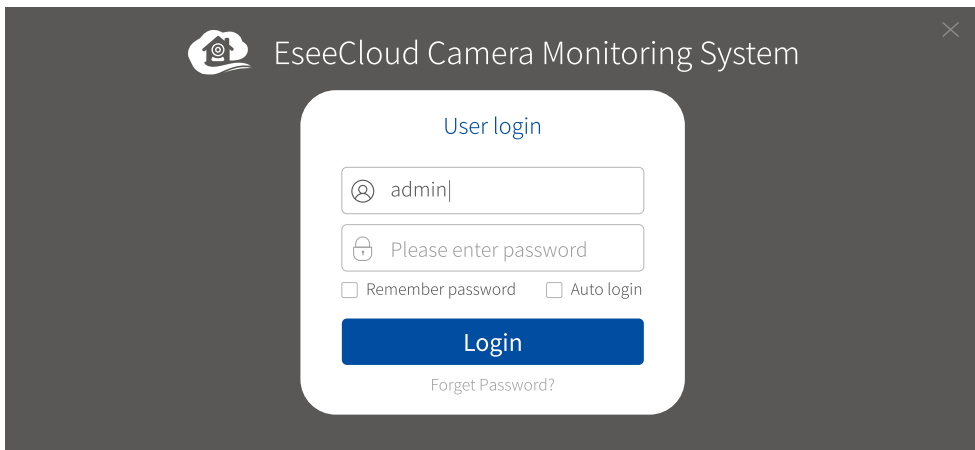 EseeCloud Camera Monitoring System
User login
admin
Please enter password
Remember password Auto login
Login
Forget Password?